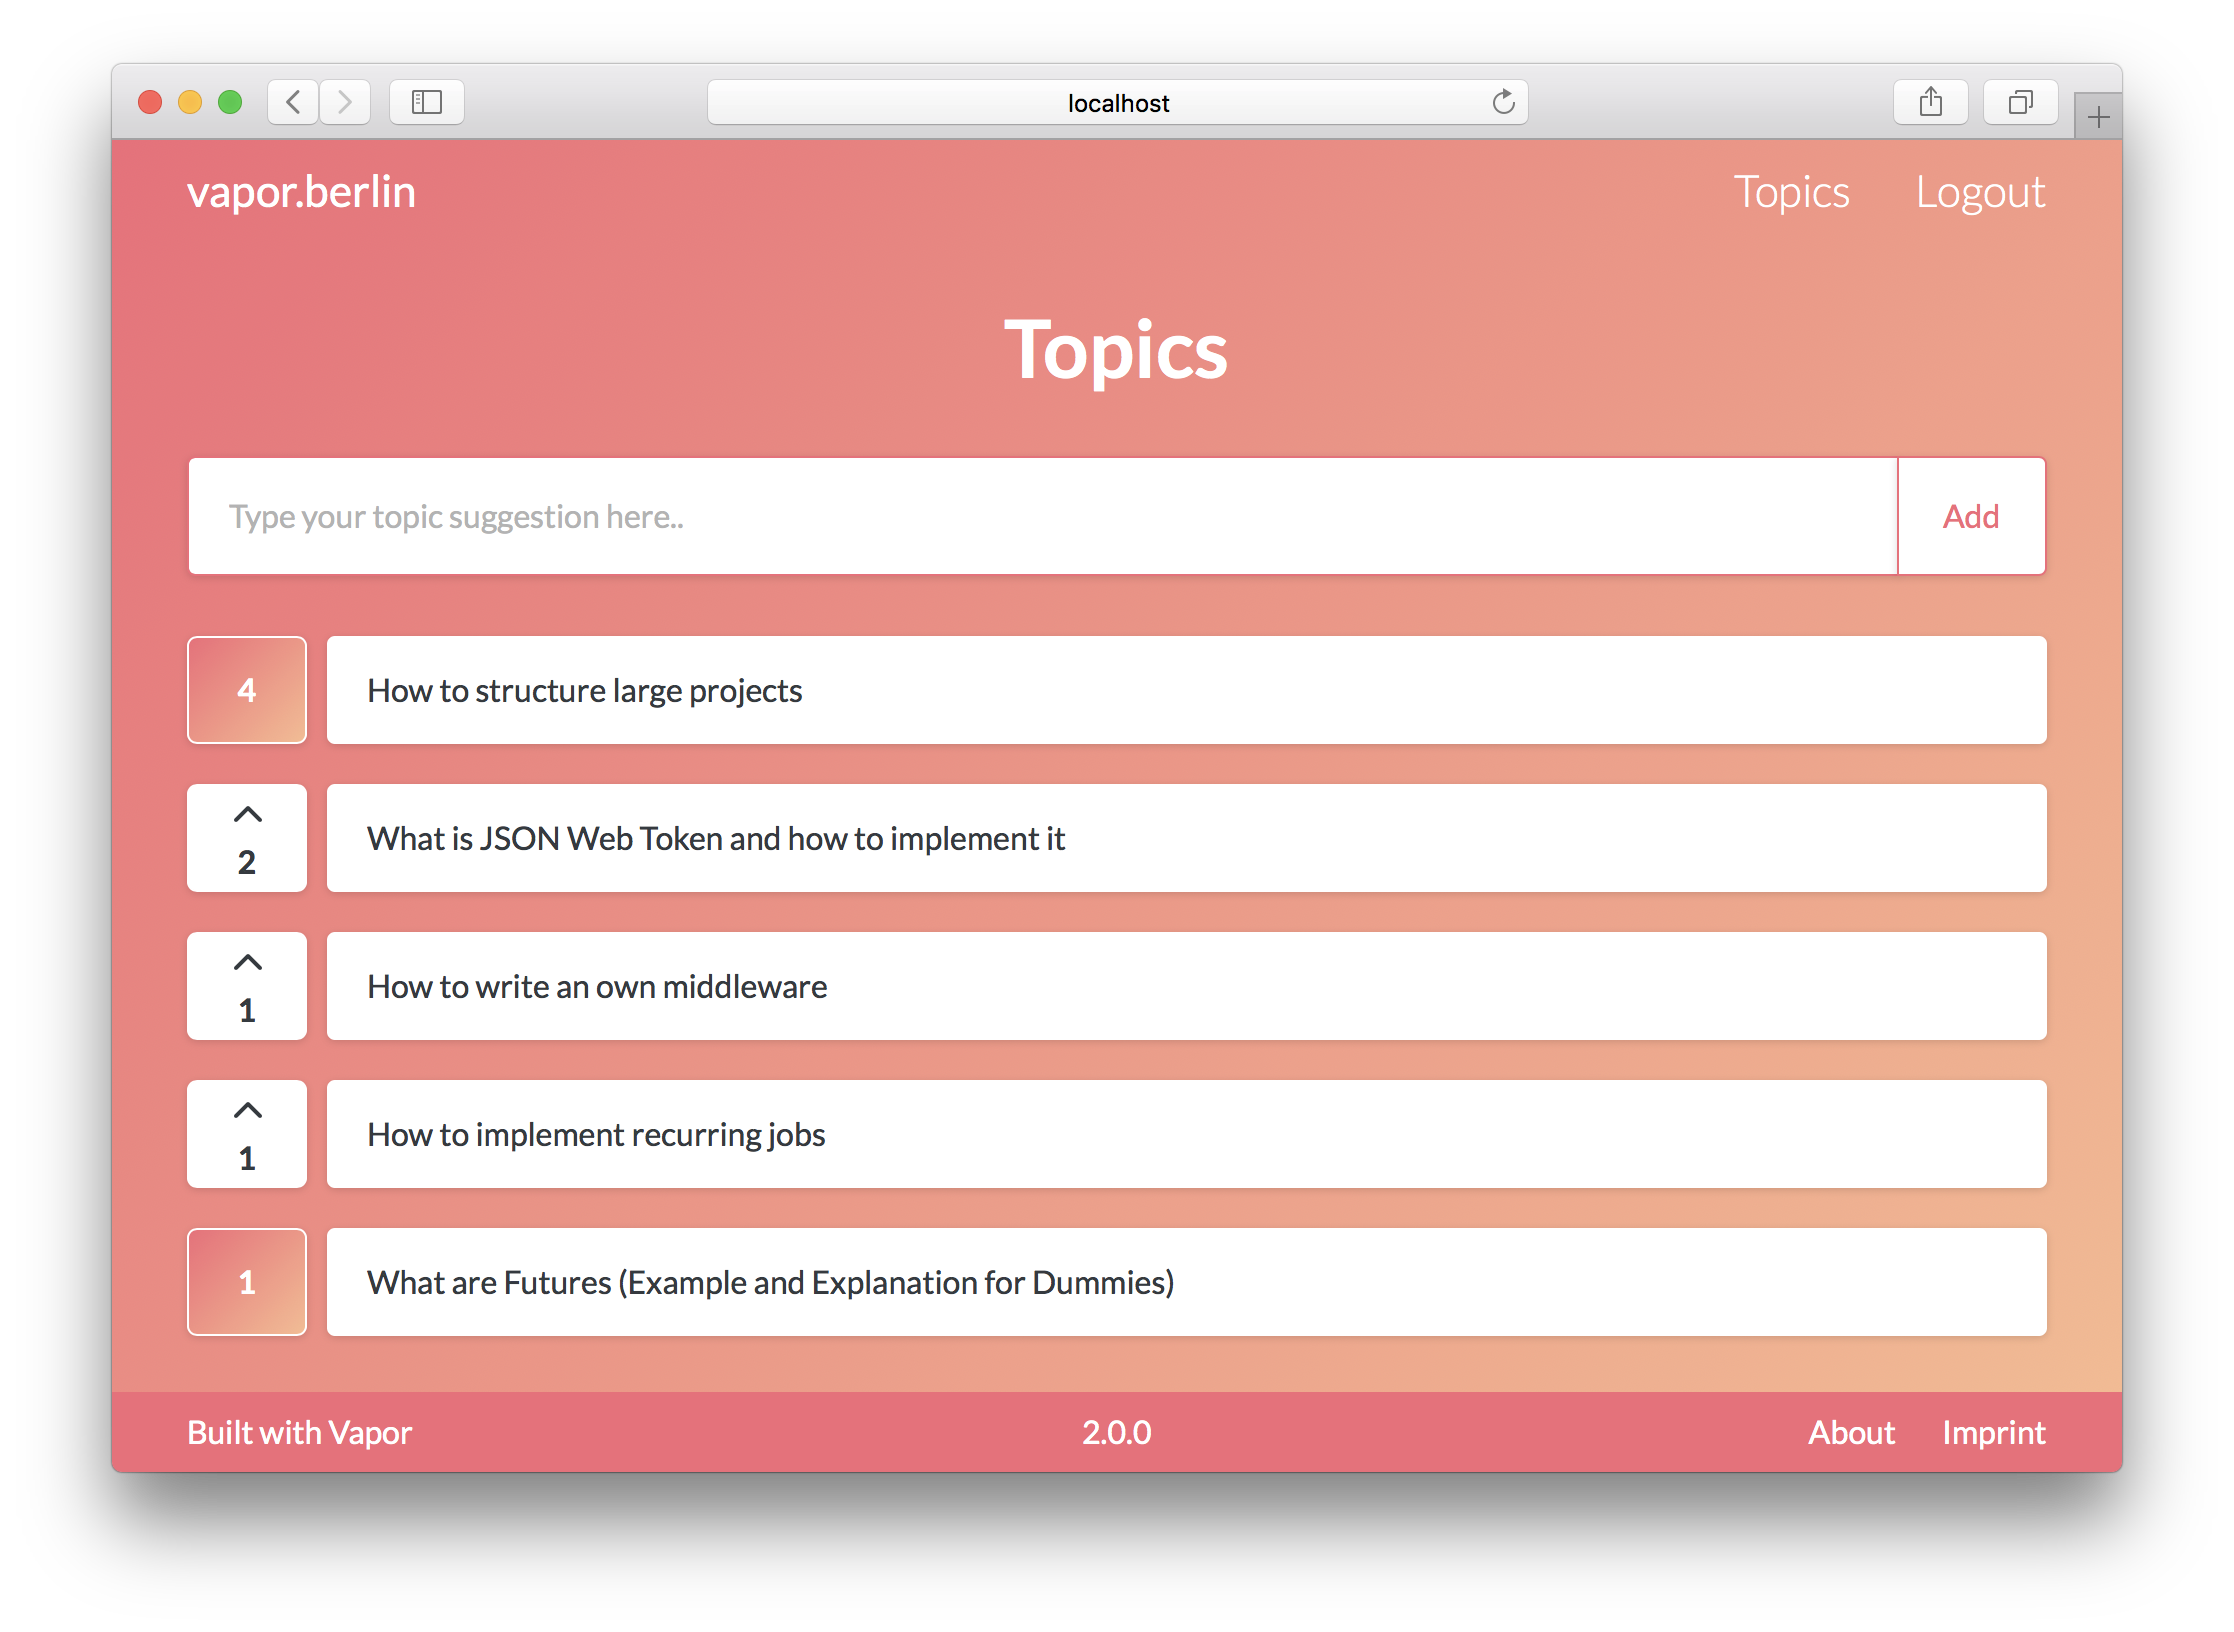 localhost
vapor.berlin Topics Logout
Topics
Type your topic suggestion here.. Add
4 How to structure large projects
2 What is JSON Web Token and how to implement it
1 How to write an own middleware
1 How to implement recurring jobs
1 What are Futures (Example and Explanation for Dummies)
Built with Vapor 2.0.0 About Imprint